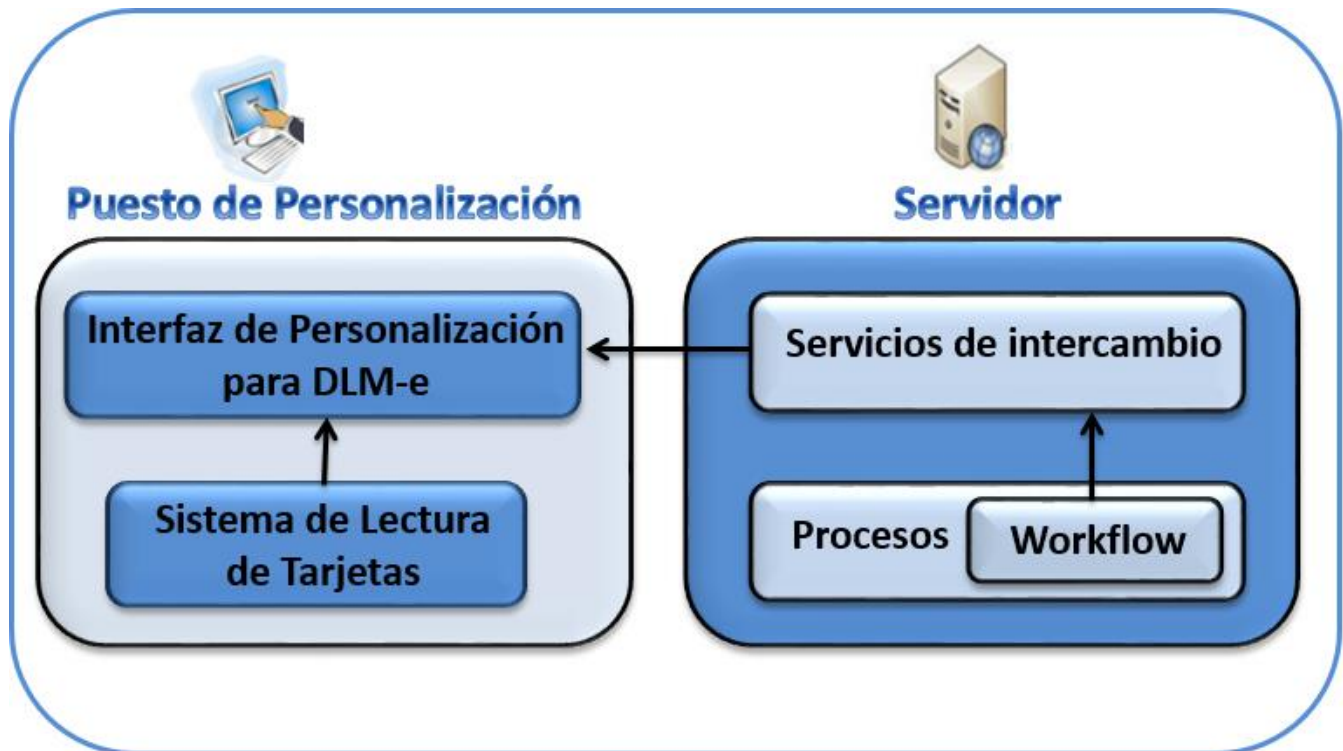 Puesto de Personalización
Servidor
Interfaz de Personalización
para DLM-e
Servicios de intercambio
Sistema de Lectura
de Tarjetas
Procesos
Workflow